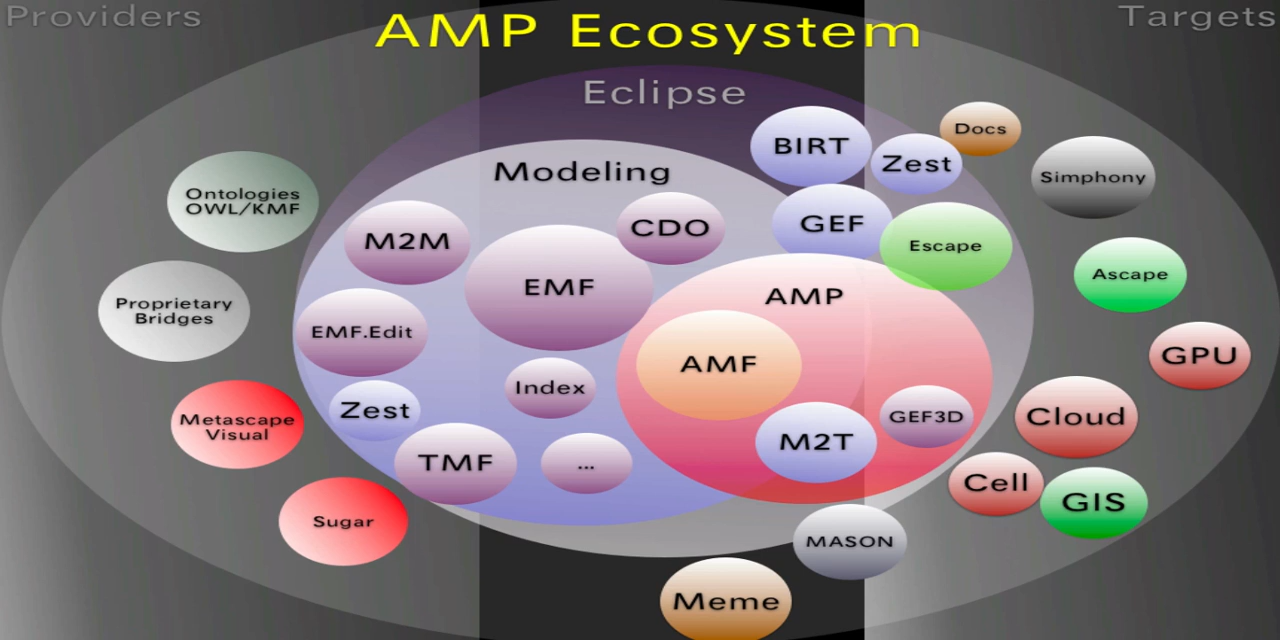 Providers
AMP Ecosystem
Targets
Eclipse
Docs
BIRT
Zest
Modeling
Simphony
Ontologies
OWL/KMF
M2M
CDO
GEF
Escape
Ascape
EMF
AMP
Proprietary
Bridges
EMF.Edit
GPU
AMF
Index
Zest
Metascape
Visual
GEF3D
Cloud
M2T
TMF
...
Cell
GIS
Sugar
MASON
Meme